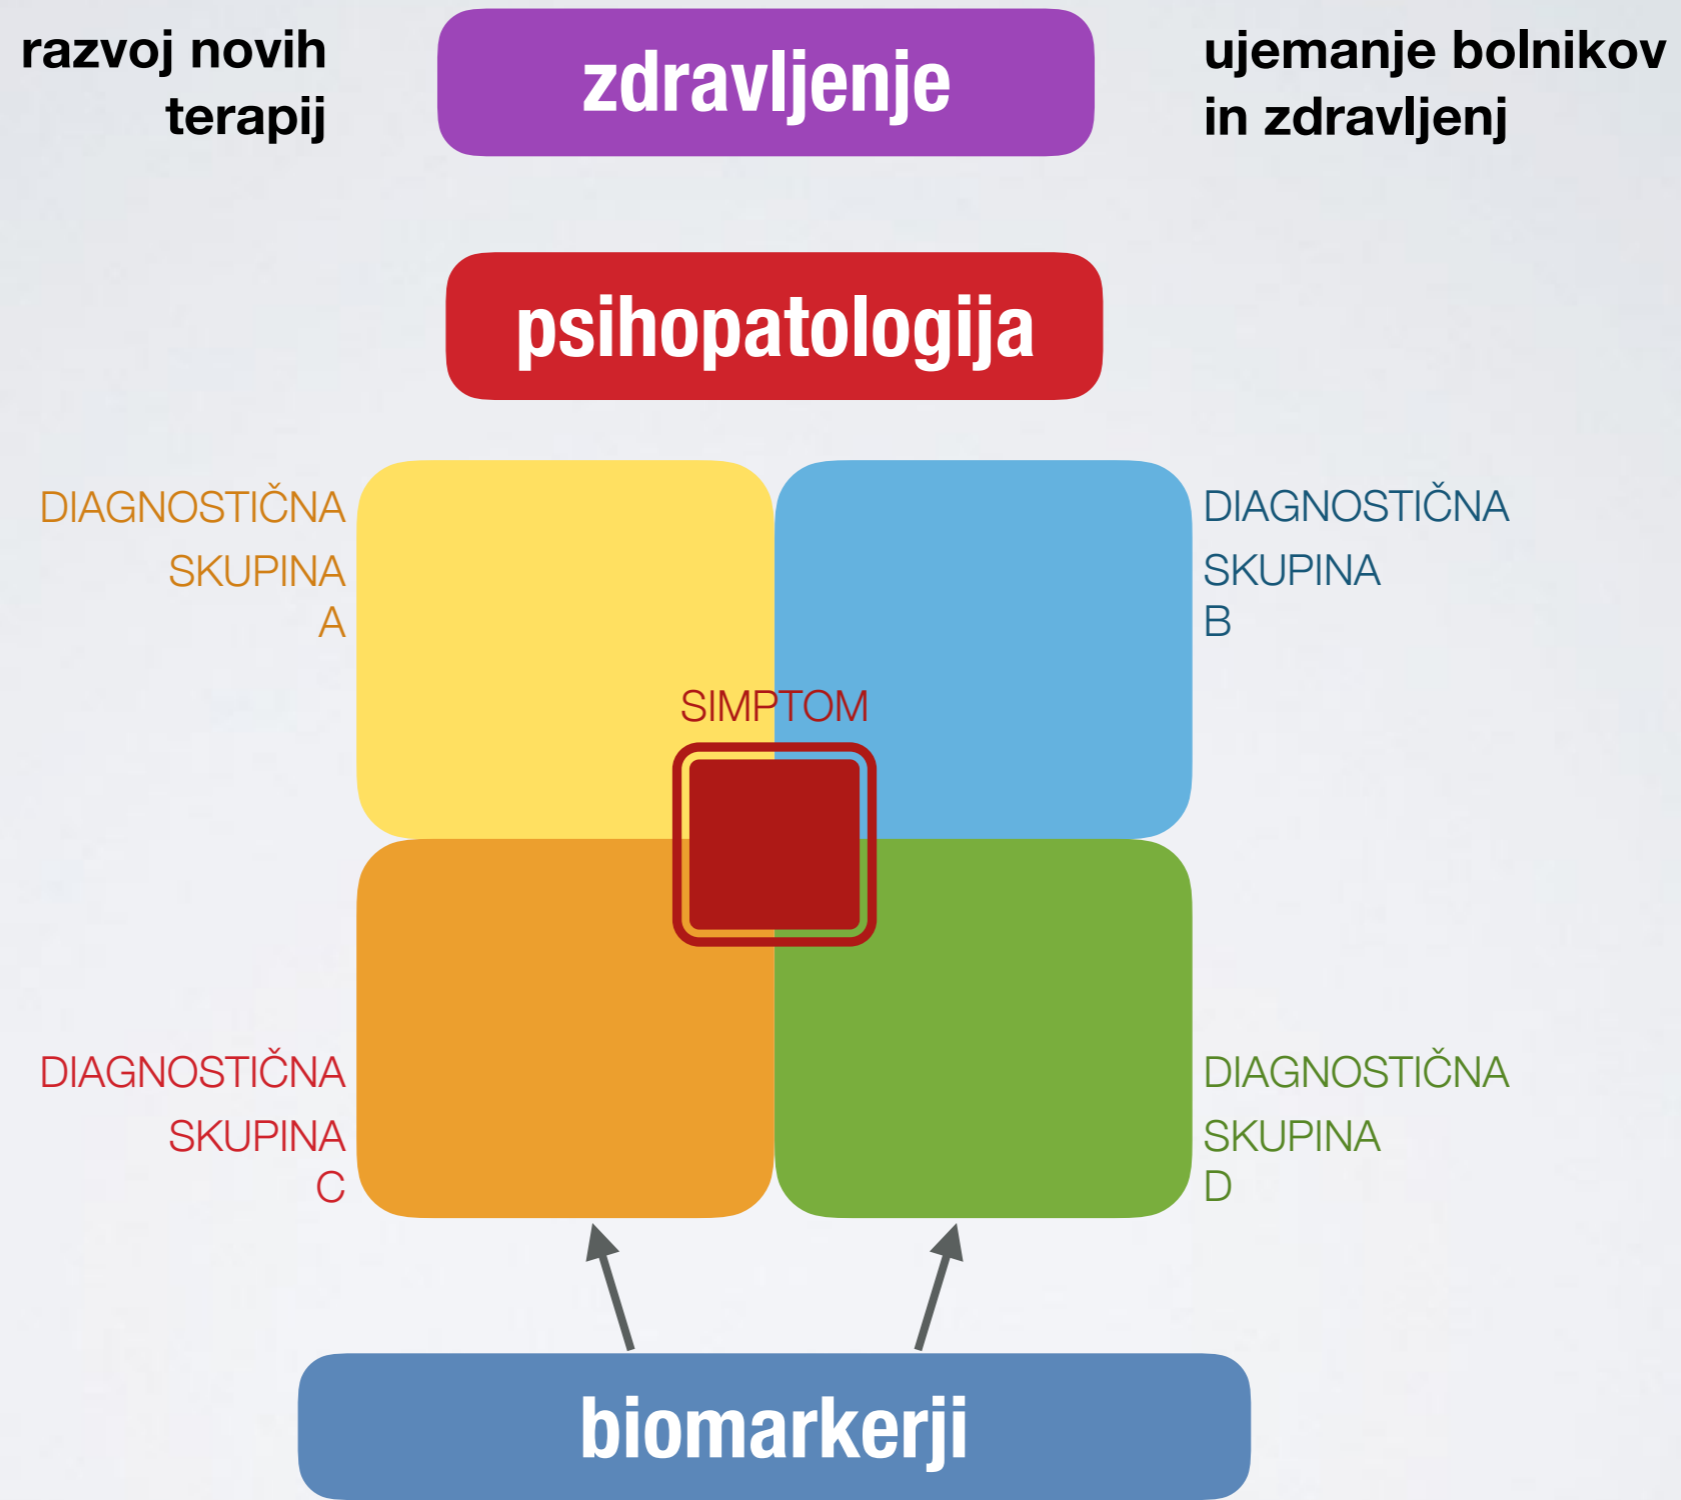 razvoj novih
terapij
zdravljenje
ujemanje bolnikov
in zdravljenj
psihopatologija
DIAGNOSTIČNA
SKUPINA
A
DIAGNOSTIČNA
SKUPINA
B
SIMPTOM
DIAGNOSTIČNA
SKUPINA
C
DIAGNOSTIČNA
SKUPINA
D
biomarkerji